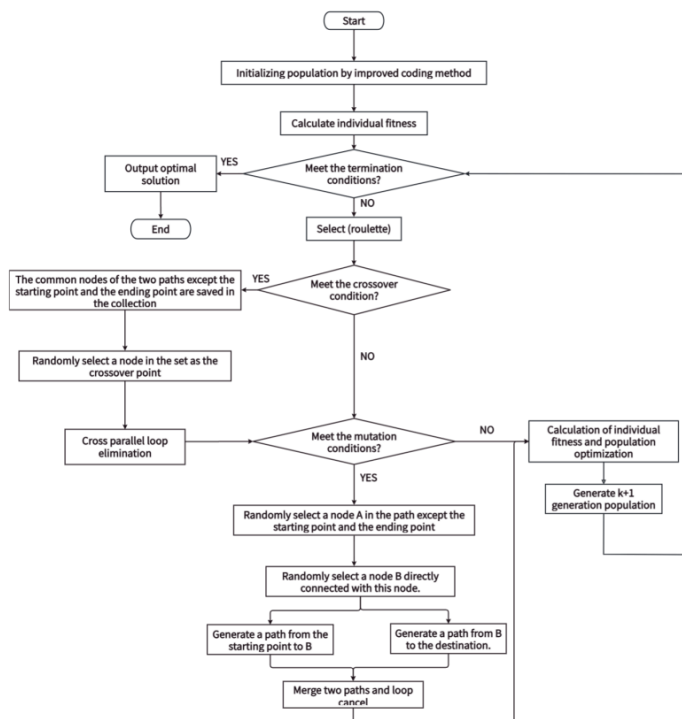 Start
Initializing population by improved coding method
Calculate individual fitness
Meet the termination
conditions?
YES
Output optimal
solution
End
NO
Select (roulette)
Meet the crossover
condition?
YES
The common nodes of the two paths except the
starting point and the ending point are saved in
the collection
Randomly select a node in the set as the
crossover point
Cross parallel loop
elimination
NO
Meet the mutation
conditions?
NO
Calculation of individual
fitness and population
optimization
Generate k+1
generation population
YES
Randomly select a node A in the path except the
starting point and the ending point
Randomly select a node B directly
connected with this node.
Generate a path from the
starting point to B
Generate a path from B
to the destination.
Merge two paths and loop
cancel